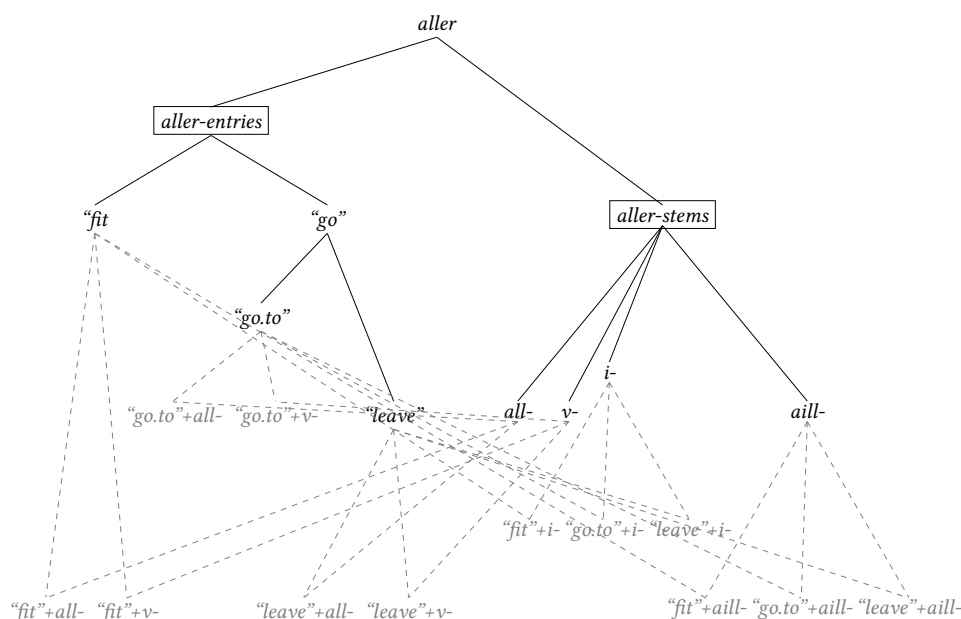 aller
aller-entries
“fit
“go”
aller-stems
“go.to”
i-
“go.to”+all- “go.to”+v-
“leave”
all-
v-
aill-
“fit”+i- “go.to”+i- “leave”+i-
“fit”+all- “fit”+v-
“leave”+all- “leave”+v-
“fit”+aill- “go.to”+aill- “leave”+aill-